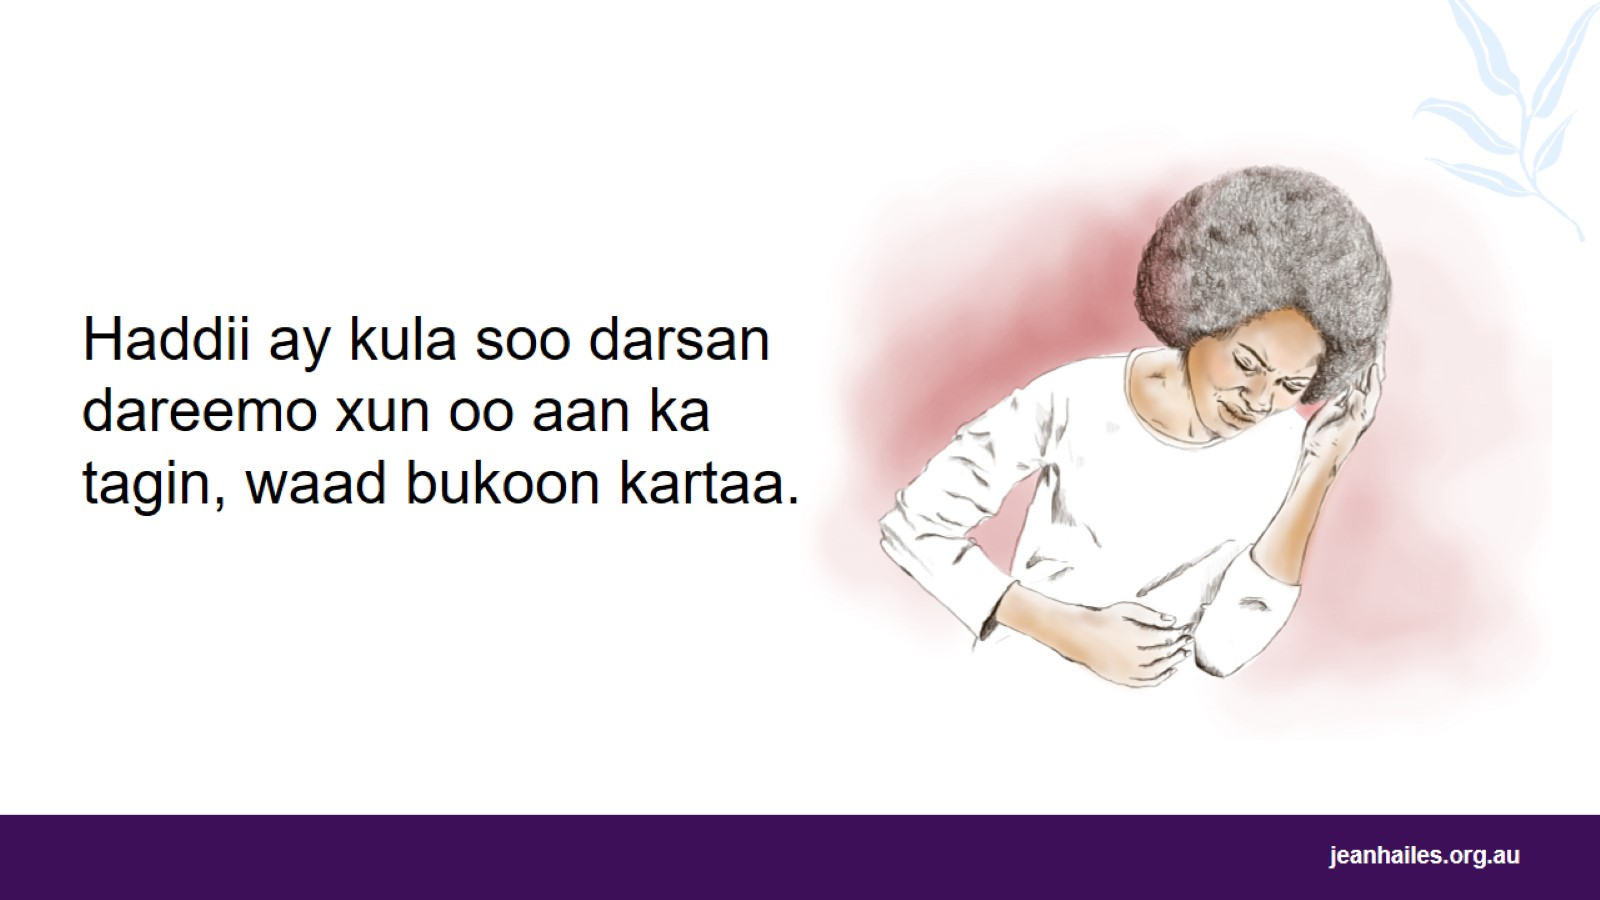 Haddii ay kula soo darsan
dareemo xun oo aan ka
tagin, waad bukoon kartaa.
jeanhailes.org.au